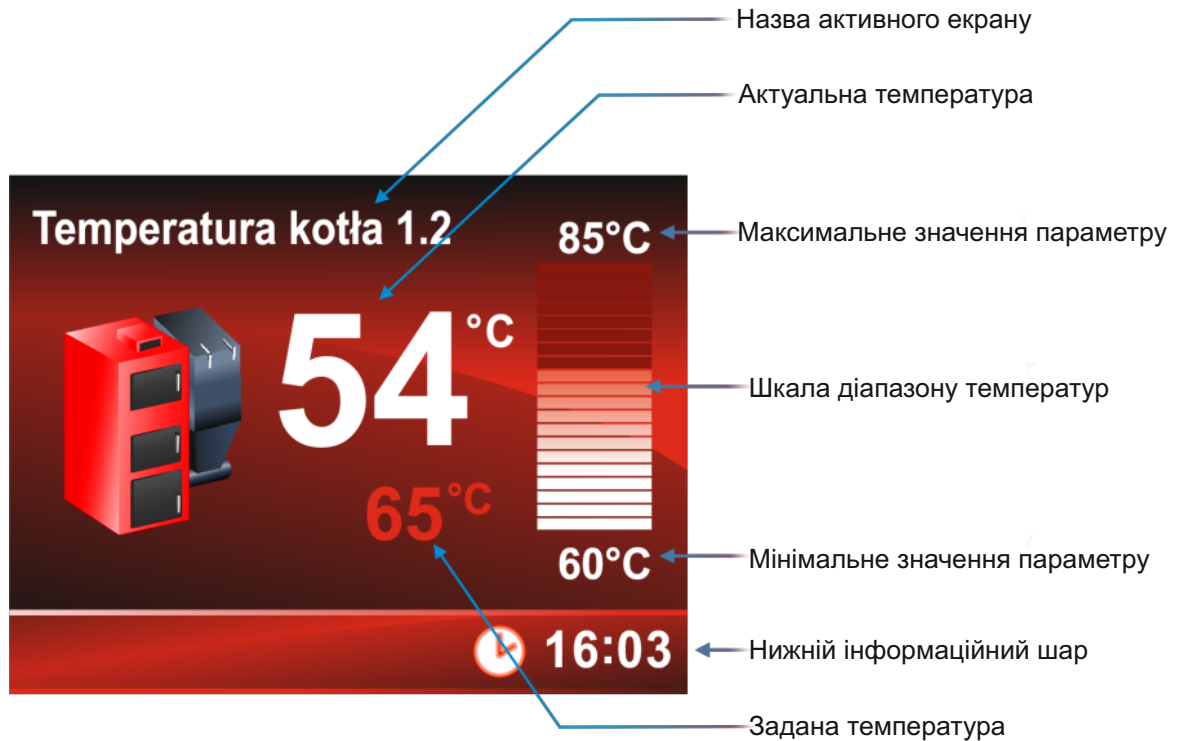 Назва активного екрану
Актуальна температура
Temperatura kotła 1.2
85°C
Максимальне значення параметру
54°C
Шкала діапазону температур
65°C
60°C
Мінімальне значення параметру
16:03
Нижній інформаційний шар
Задана температура